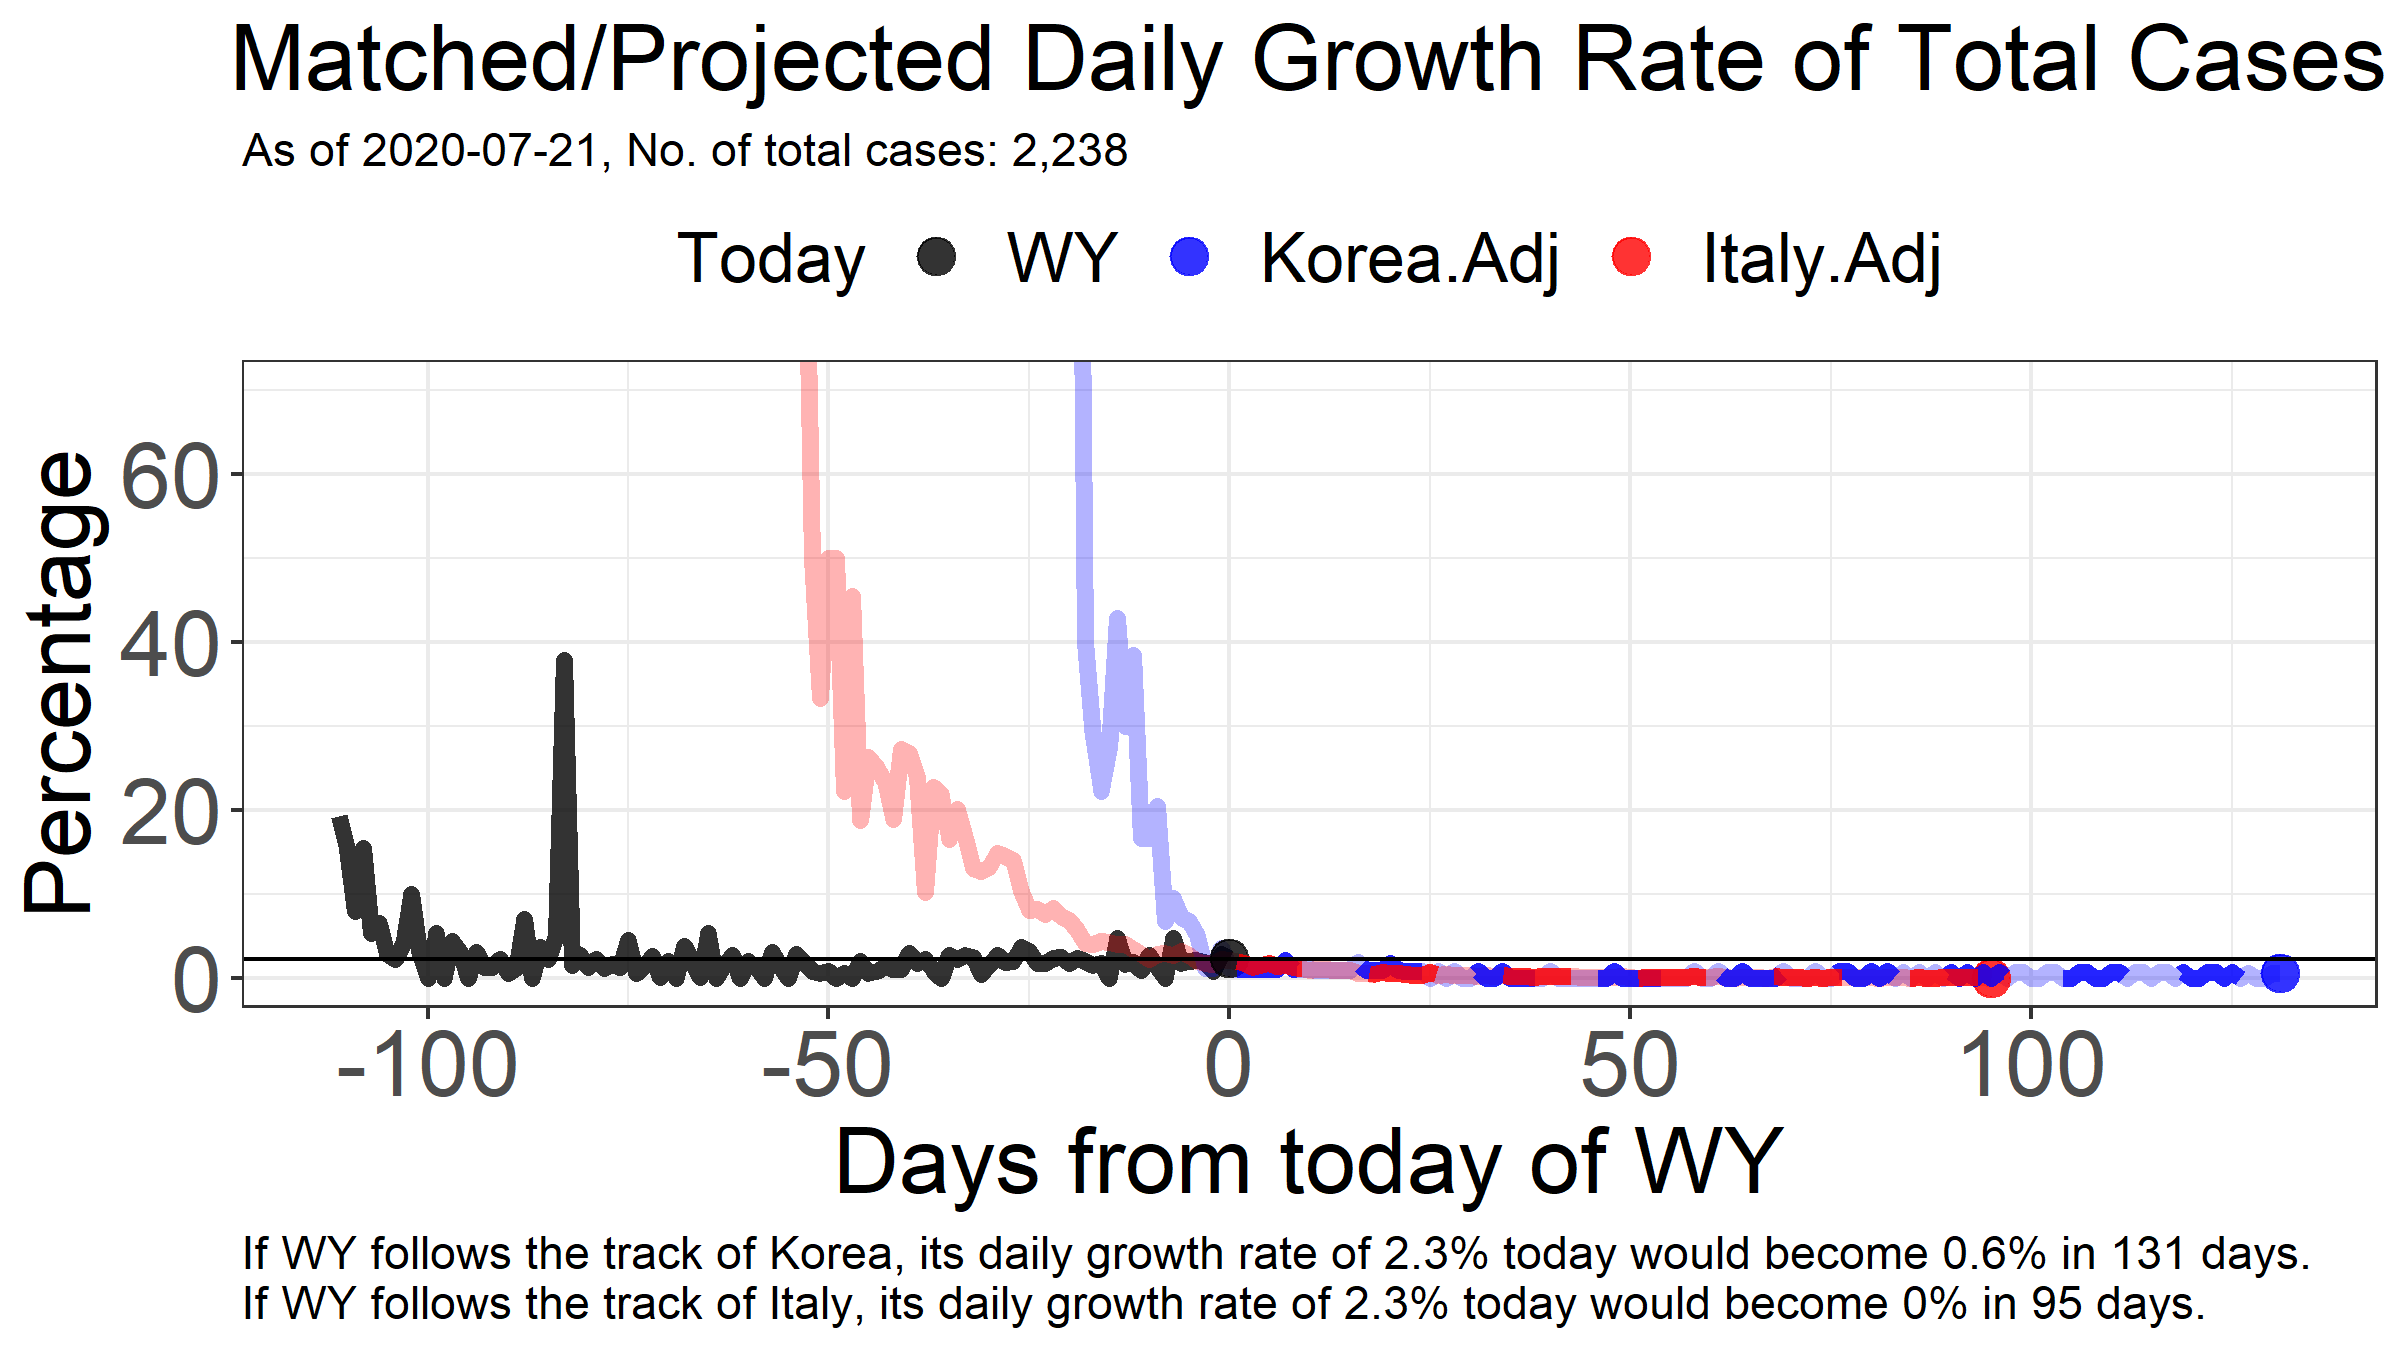 Matched/Projected Daily Growth Rate of Total Cases
As of 2020-07-21, No. of total cases: 2,238
Today WY Korea.Adj Italy.Adj
Percentage
60
40
20
0
-100 -50 0 50 100
Days from today of WY
If WY follows the track of Korea, its daily growth rate of 2.3% today would become 0.6% in 131 days.
If WY follows the track of Italy, its daily growth rate of 2.3% today would become 0% in 95 days.